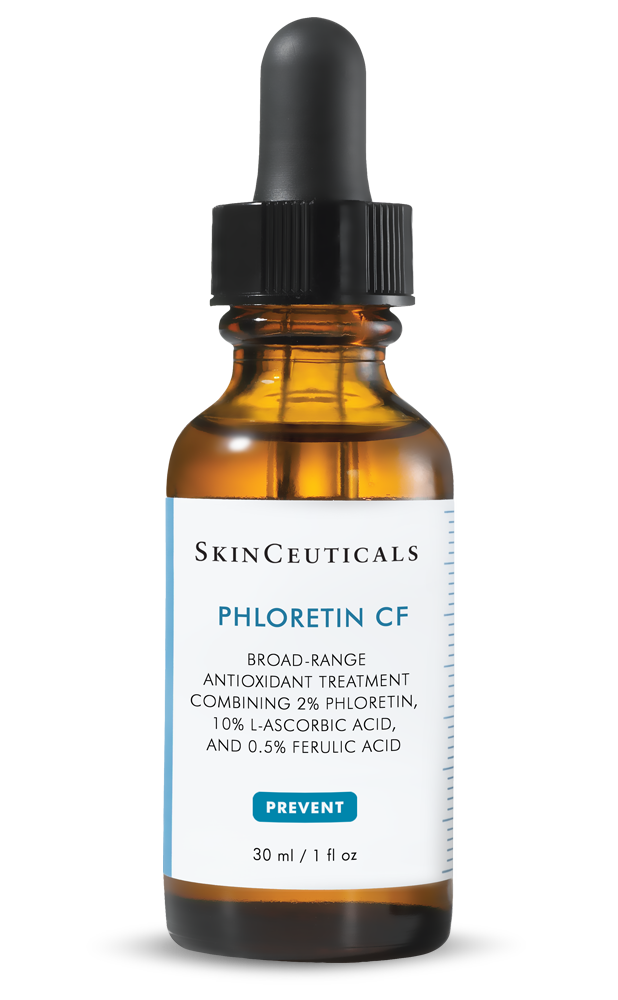 SKINCEUTICALS
PHLORETIN CF
BROAD-RANGE
ANTIOXIDANT TREATMENT
COMBINING 2% PHLORETIN,
10% L-ASCORBIC ACID,
AND 0.5% FERULIC ACID
PREVENT
30 ml / 1 fl oz